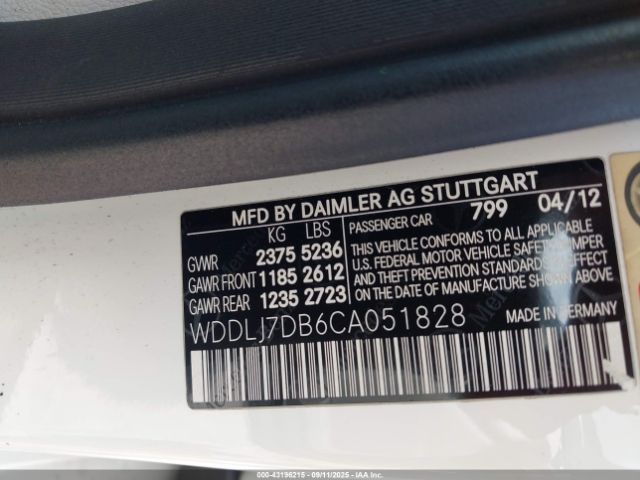 MFD BY DAIMLER AG STUTTGART
KG LBS PASSENGER CAR 799 04/12
GVWR 2375 5236
GAWR FRONT 1185 2612
GAWR REAR 1235 2723
THIS VEHICLE CONFORMS TO ALL APPLICABLE
U.S. FEDERAL MOTOR VEHICLE SAFETY, BUMPER
AND THEFT PREVENTION STANDARDS IN EFFECT
ON THE DATE OF MANUFACTURE SHOWN ABOVE
MADE IN GERMANY
WDDLJ7DB6CA051828
000-43196215 - 09/11/2025 - IAAI.COM